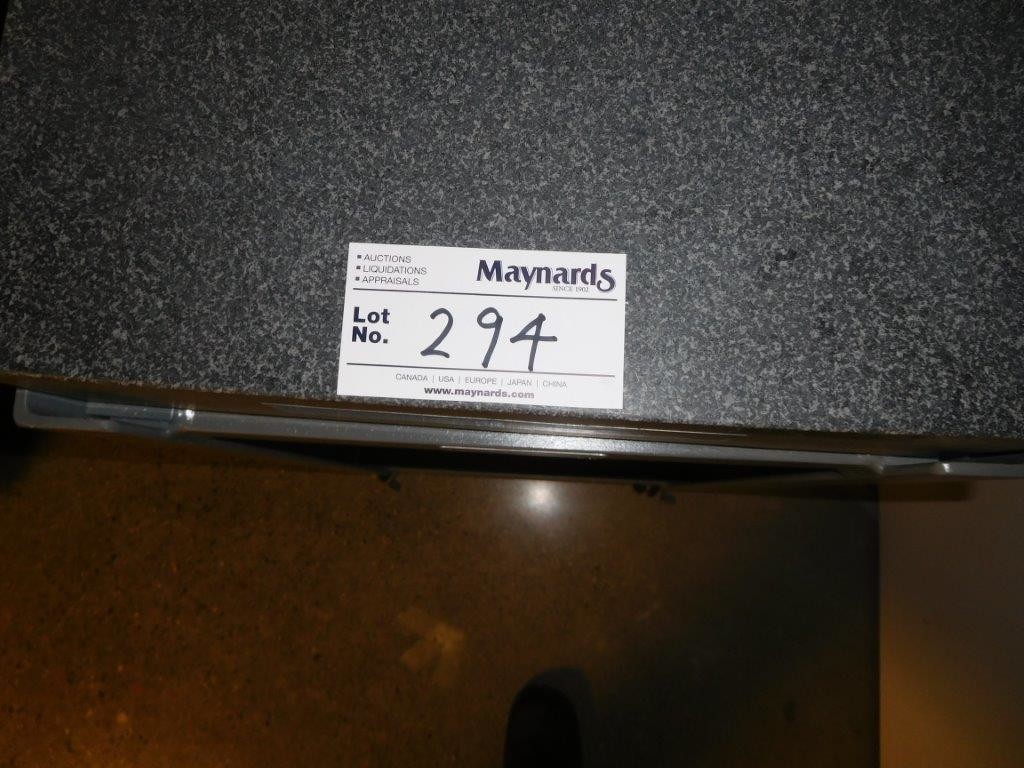 ▪ AUCTIONS
▪ LIQUIDATIONS
▪ APPRAISALS
Maynards
SINCE 1902
Lot
No. 294
CANADA | USA | EUROPE | JAPAN | CHINA
www.maynards.com